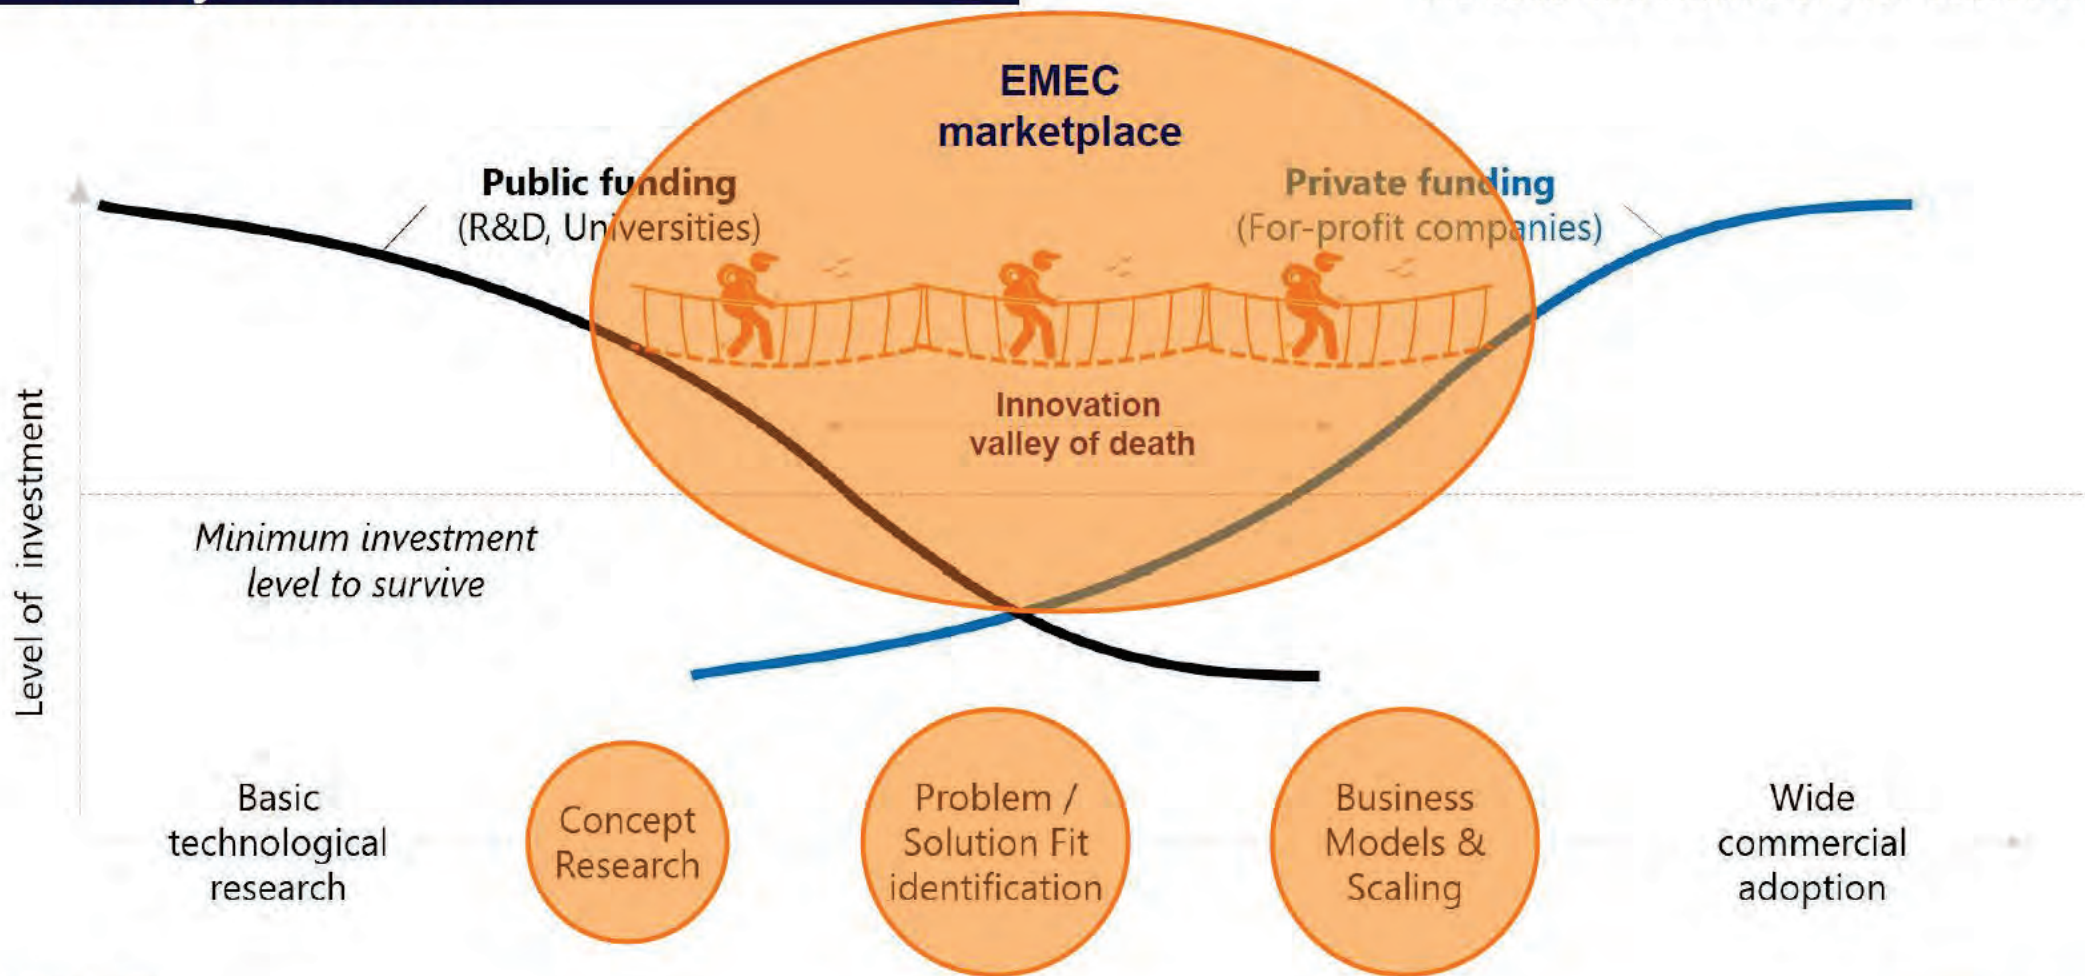 EMEC
marketplace
Public funding
(R&D, Universities)
Private funding
(For-profit companies)
Innovation
valley of death
Level of investment
Minimum investment
level to survive
Basic
technological
research
Concept
Research
Problem /
Solution Fit
identification
Business
Models &
Scaling
Wide
commercial
adoption